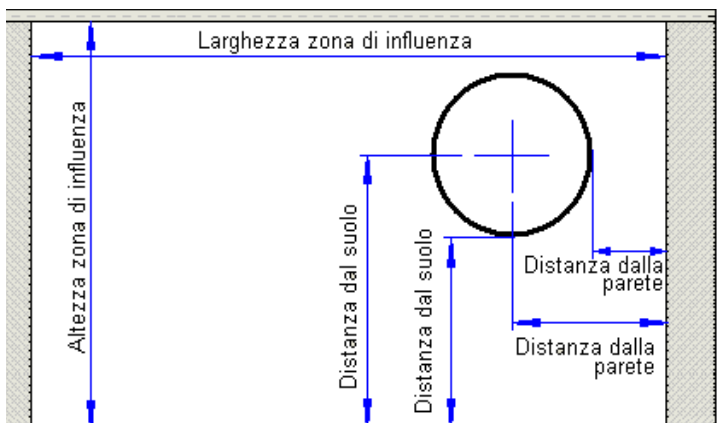 Larghezza zona di influenza
Altezza zona di influenza
Distanza dal suolo
Distanza dal suolo
Distanza dalla
parete
Distanza dalla
parete